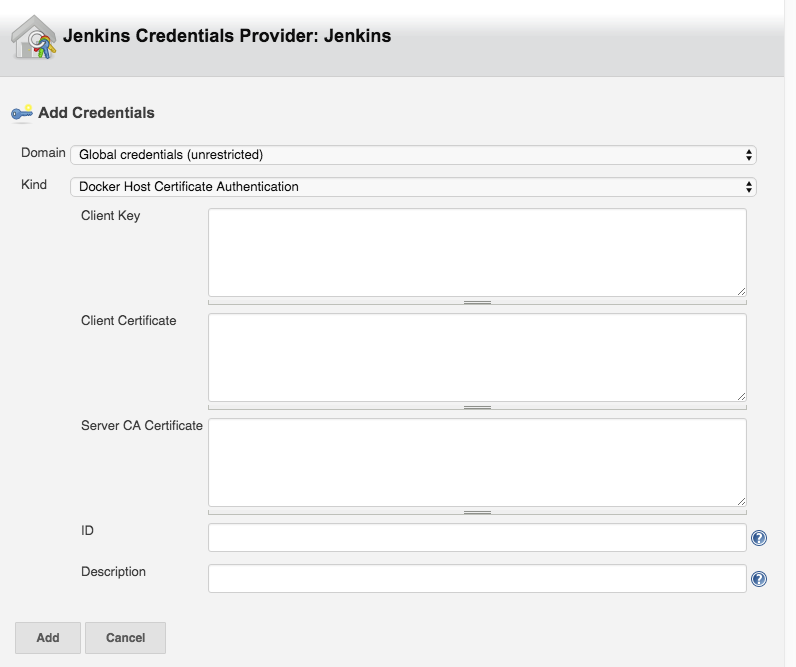 Jenkins Credentials Provider: Jenkins
Add Credentials
Domain Global credentials (unrestricted)
Kind Docker Host Certificate Authentication
Client Key
Client Certificate
Server CA Certificate
ID ?
Description ?
Add Cancel